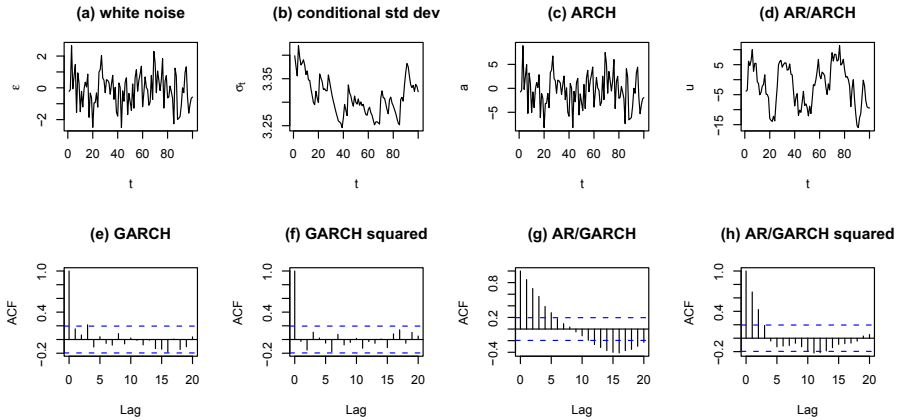 (a) white noise
ε
2
0
−2
0 20 40 60 80
t
(b) conditional std dev
σt
3.35
3.25
0 20 40 60 80
t
(c) ARCH
a
5
−5
0 20 40 60 80
t
(d) AR/ARCH
u
5
−5
−15
0 20 40 60 80
t
(e) GARCH
ACF
1.0
0.4
−0.2
0 5 10 15 20
Lag
(f) GARCH squared
ACF
1.0
0.4
−0.2
0 5 10 15 20
Lag
(g) AR/GARCH
ACF
0.8
0.2
−0.4
0 5 10 15 20
Lag
(h) AR/GARCH squared
ACF
1.0
0.4
−0.2
0 5 10 15 20
Lag